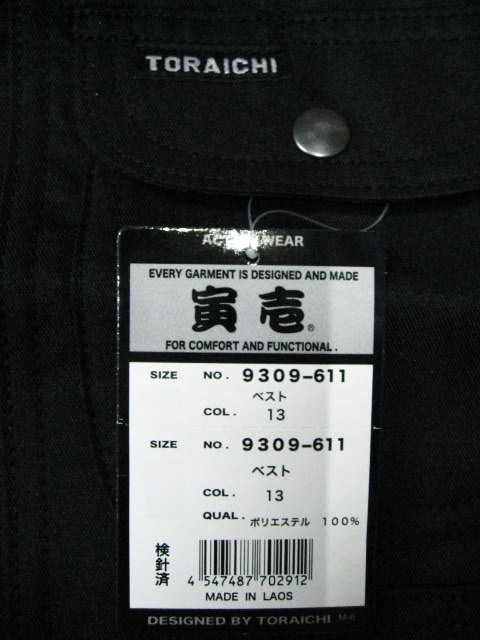 TORAICHI
WEAR
EVERY GARMENT IS DESIGNED AND MADE
寅壱®
FOR COMFORT AND FUNCTIONAL.
SIZE NO. 9309-611
ベスト
COL. 13
SIZE NO. 9309-611
ベスト
COL. 13
QUAL. ポリエステル 100%
検針済
4 547487 702912
MADE IN LAOS
DESIGNED BY TORAICHI M-6